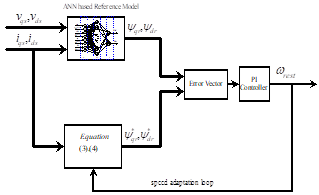 ANN based Reference Model
v_qs, v_ds
i_qs, i_ds
ψ_qr, ψ_dr
ω_rest
Error Vector
PI
Controller
Equation
(3),(4)
ψ̂_qr, ψ̂_dr
speed adaptation loop